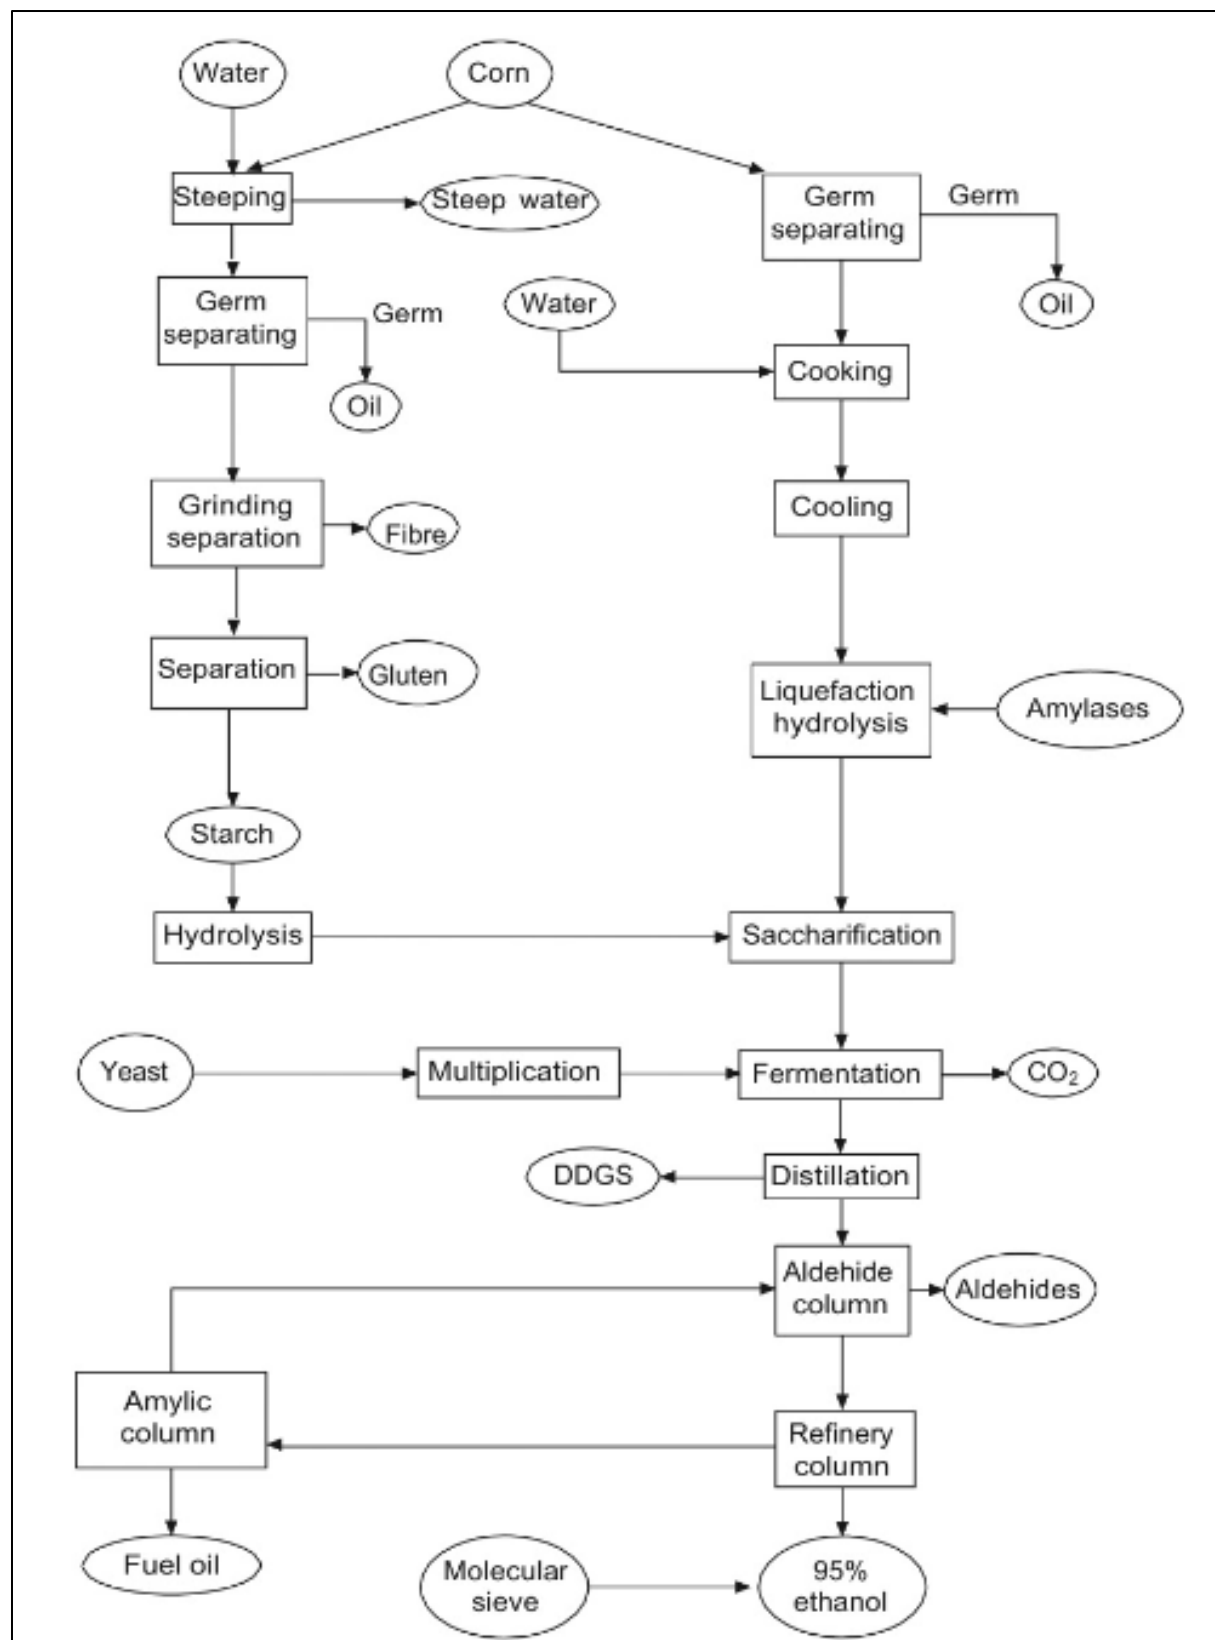 Water
Corn
Steeping
Steep water
Germ
separating
Germ
Germ
separating
Germ
Oil
Water
Oil
Cooking
Grinding
separation
Fibre
Cooling
Separation
Gluten
Liquefaction
hydrolysis
Amylases
Starch
Hydrolysis
Saccharification
Yeast
Multiplication
Fermentation
CO₂
DDGS
Distillation
Aldehide
column
Aldehides
Amylic
column
Refinery
column
Fuel oil
Molecular
sieve
95%
ethanol